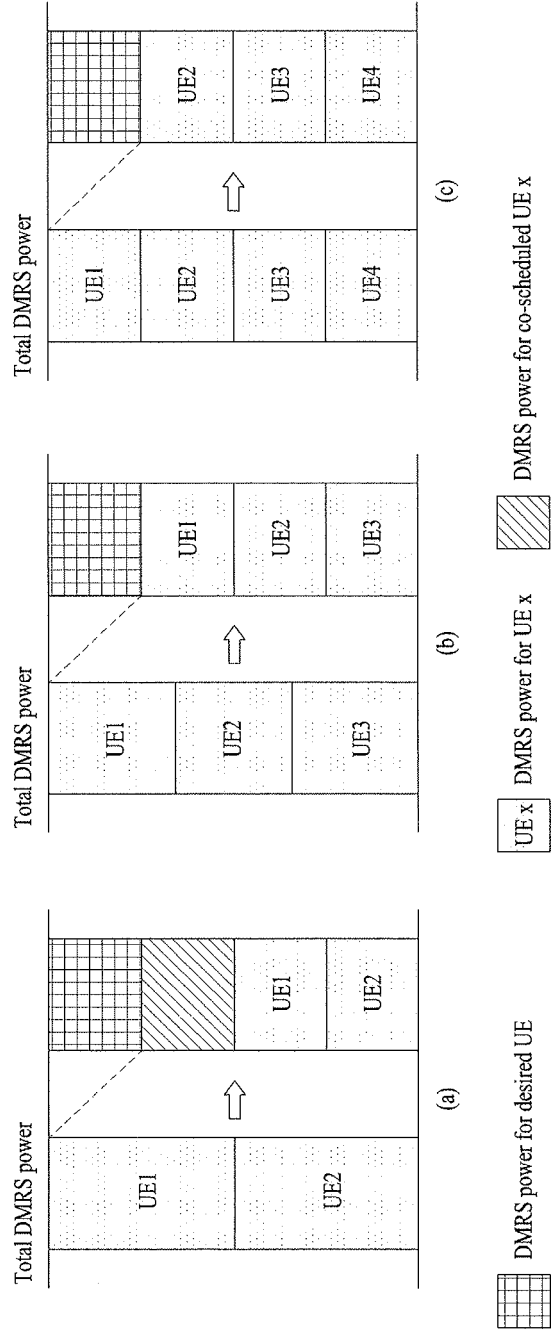 Total DMRS power
UE1
UE2
UE1
UE2
(a)
Total DMRS power
UE1
UE2
UE3
UE1
UE2
UE3
(b)
Total DMRS power
UE1
UE2
UE3
UE4
UE2
UE3
UE4
(c)
DMRS power for desired UE
UE x DMRS power for UE x
DMRS power for co-scheduled UE x